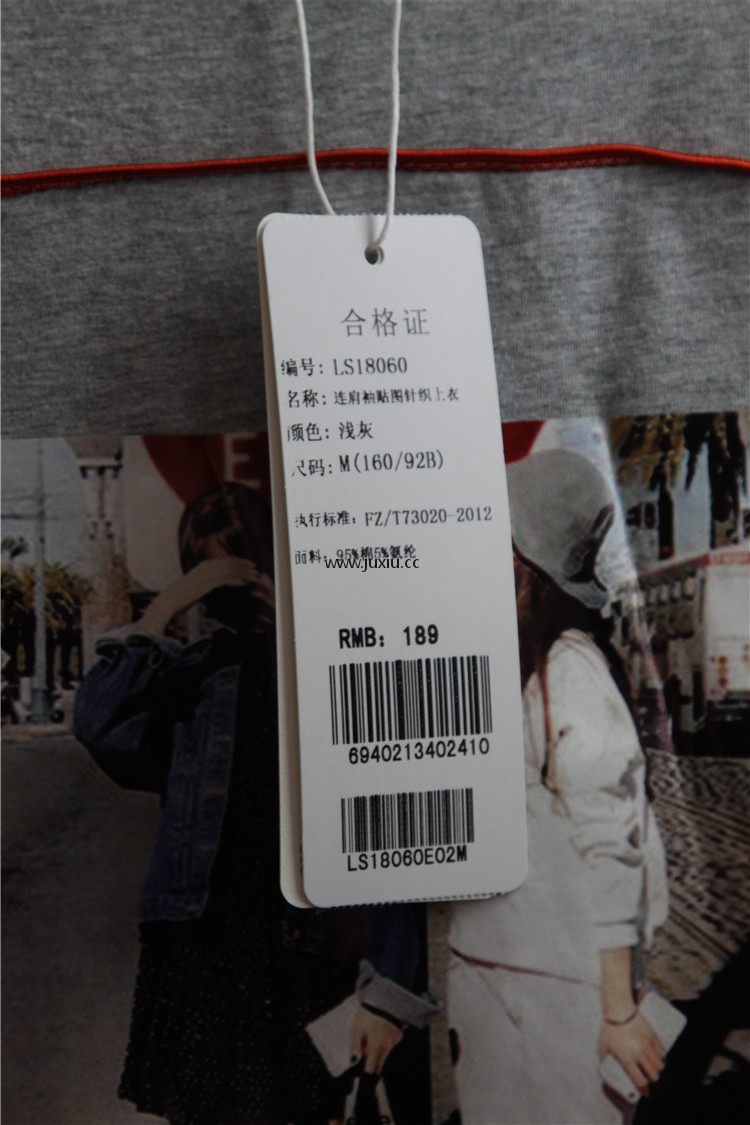 合格证
编号: LS18060
名称: 连肩袖贴图针织上衣
颜色: 浅灰
尺码: M(160/92B)
执行标准: FZ/T73020-2012
面料: 95%棉5%氨纶
www.juxiu.cc
RMB: 189
6940213402410
LS18060E02M